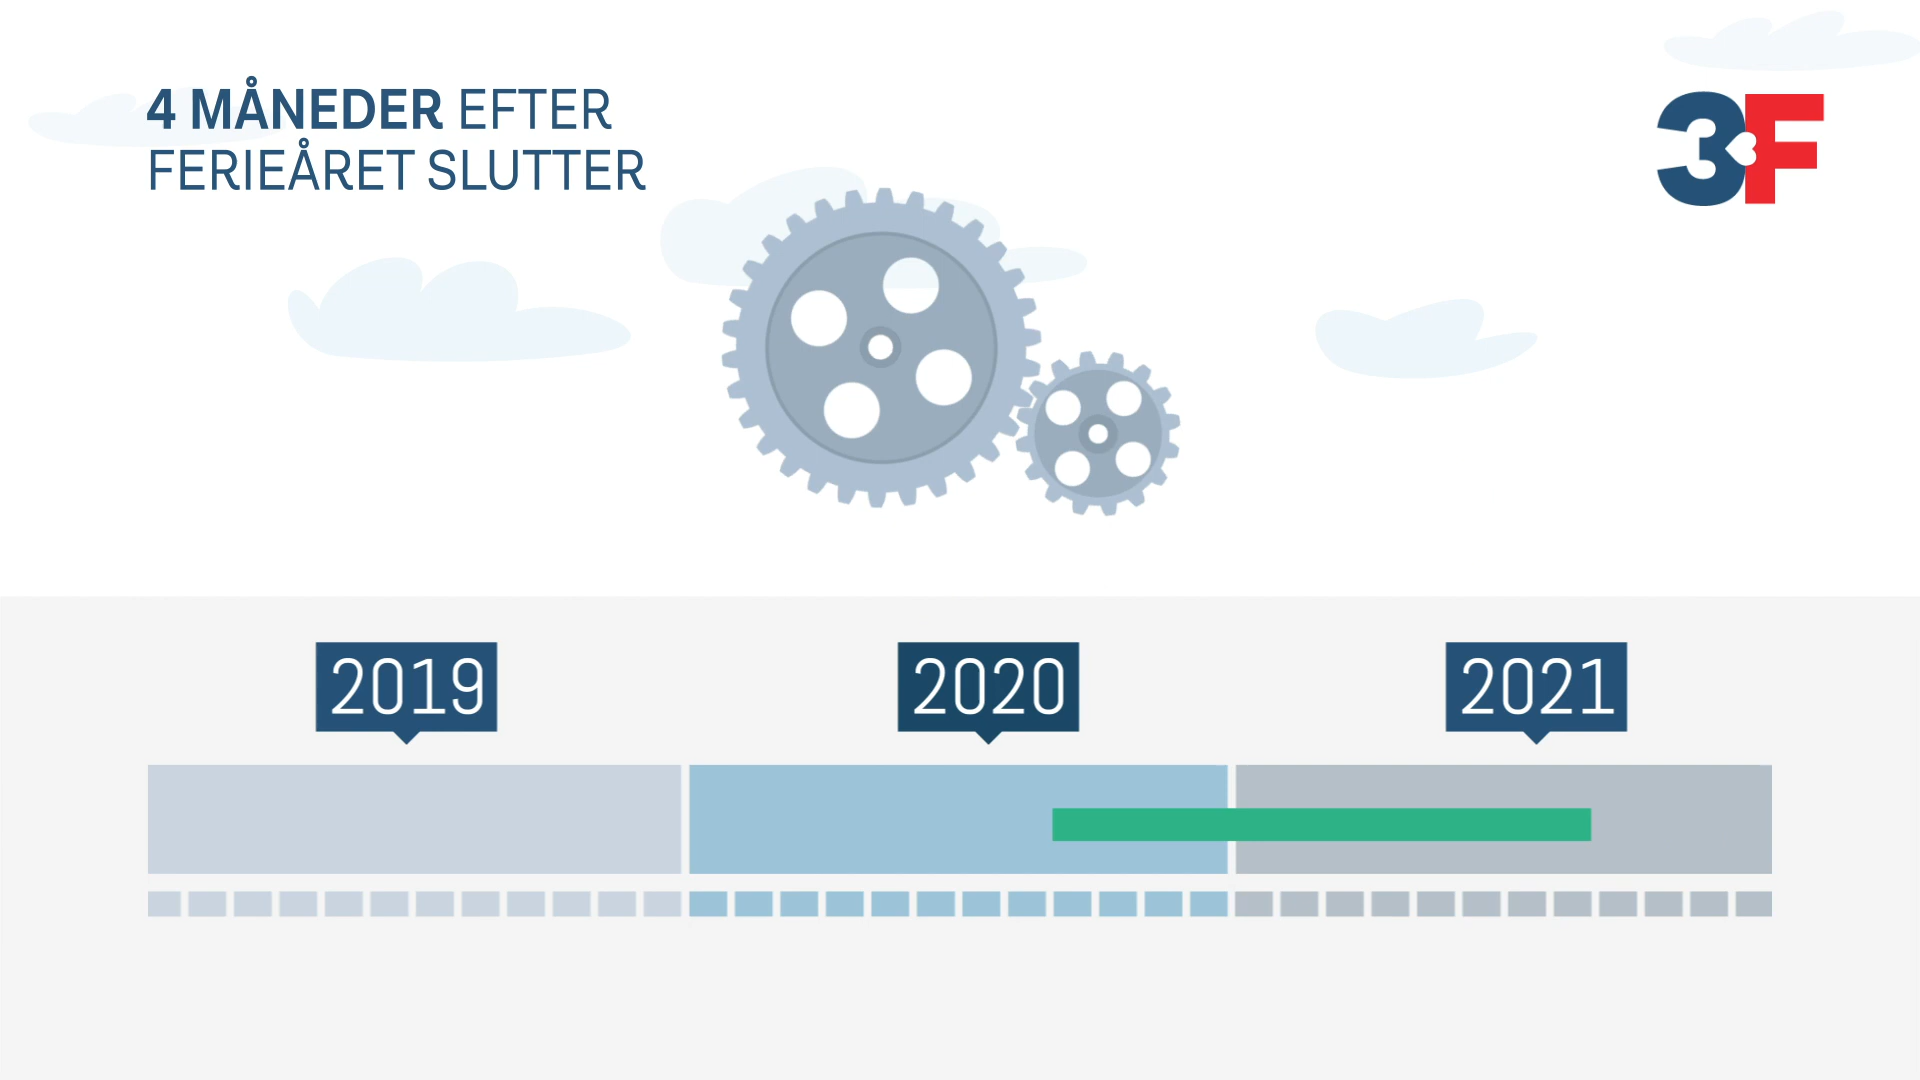 4 MÅNEDER EFTER
FERIEÅRET SLUTTER
3F
2019
2020
2021